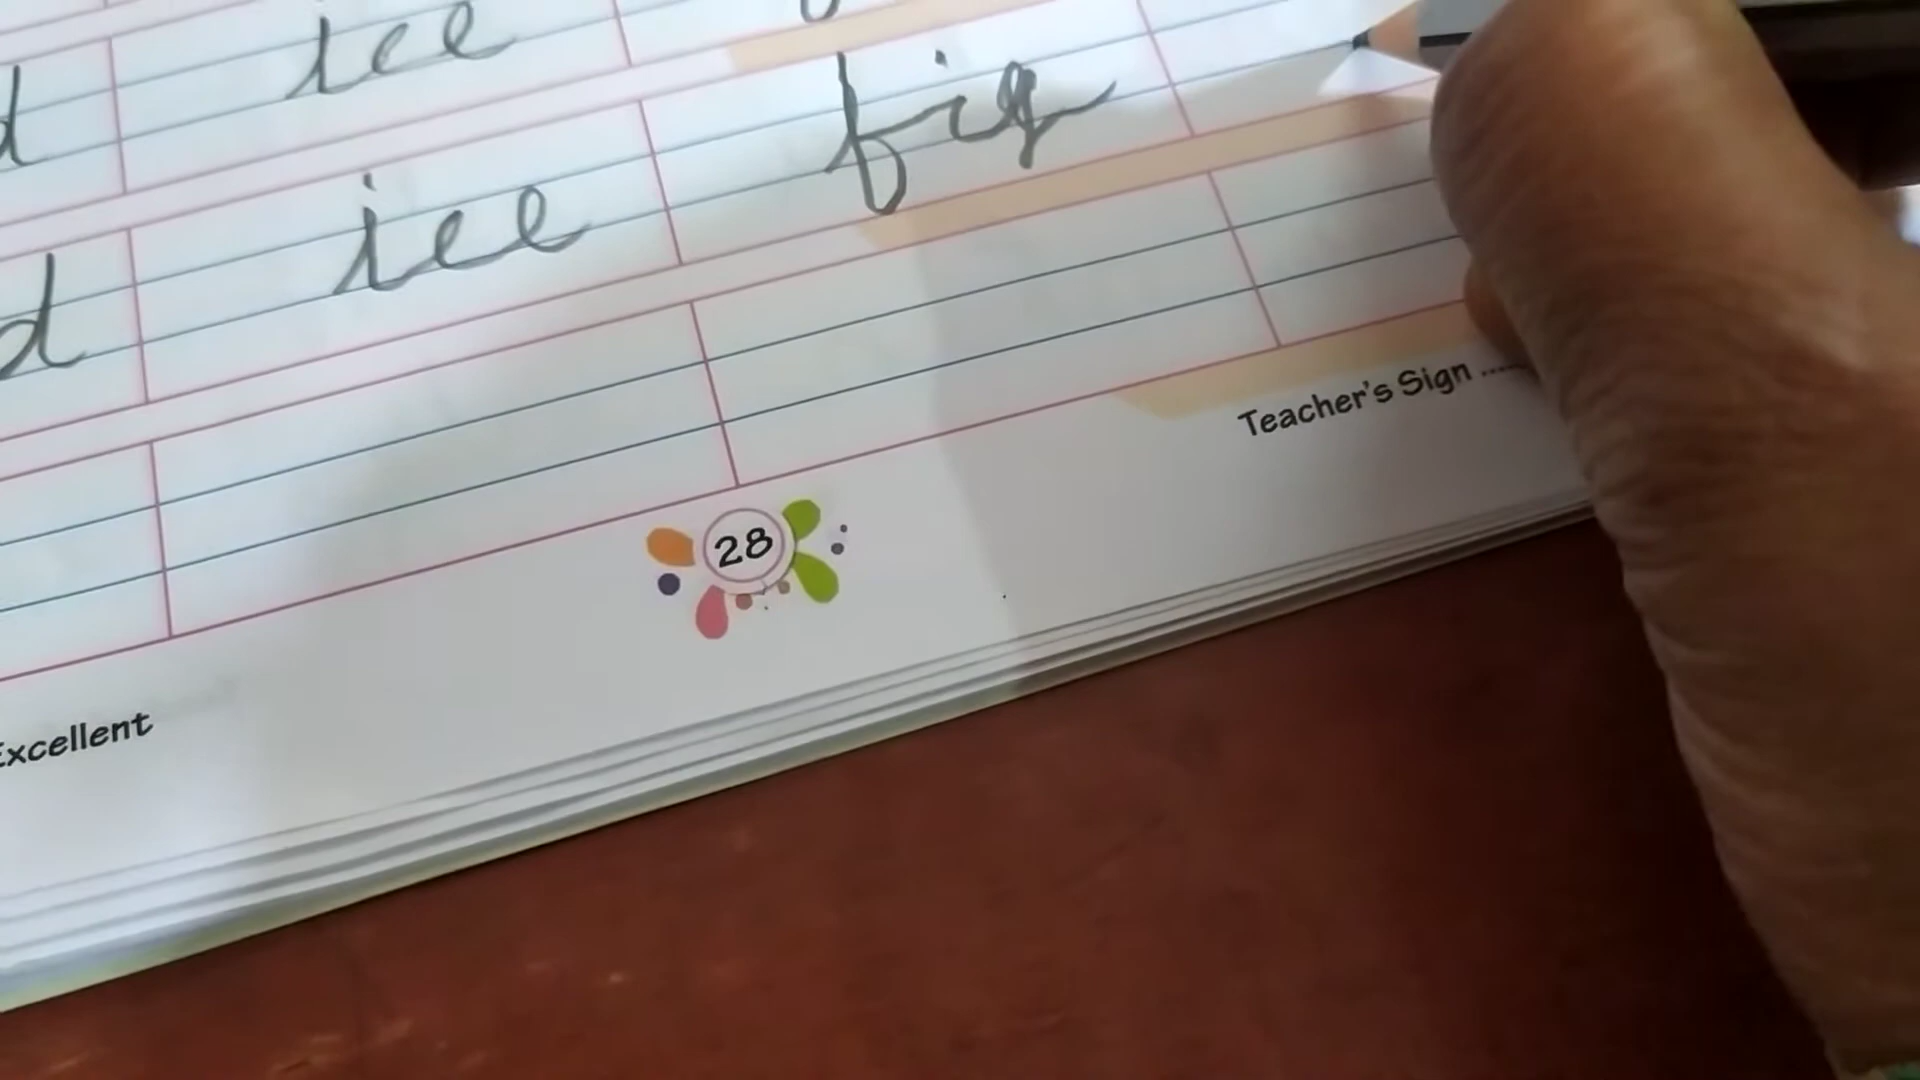 d ice
d ice fig
28
Teacher's Sign .....
Excellent